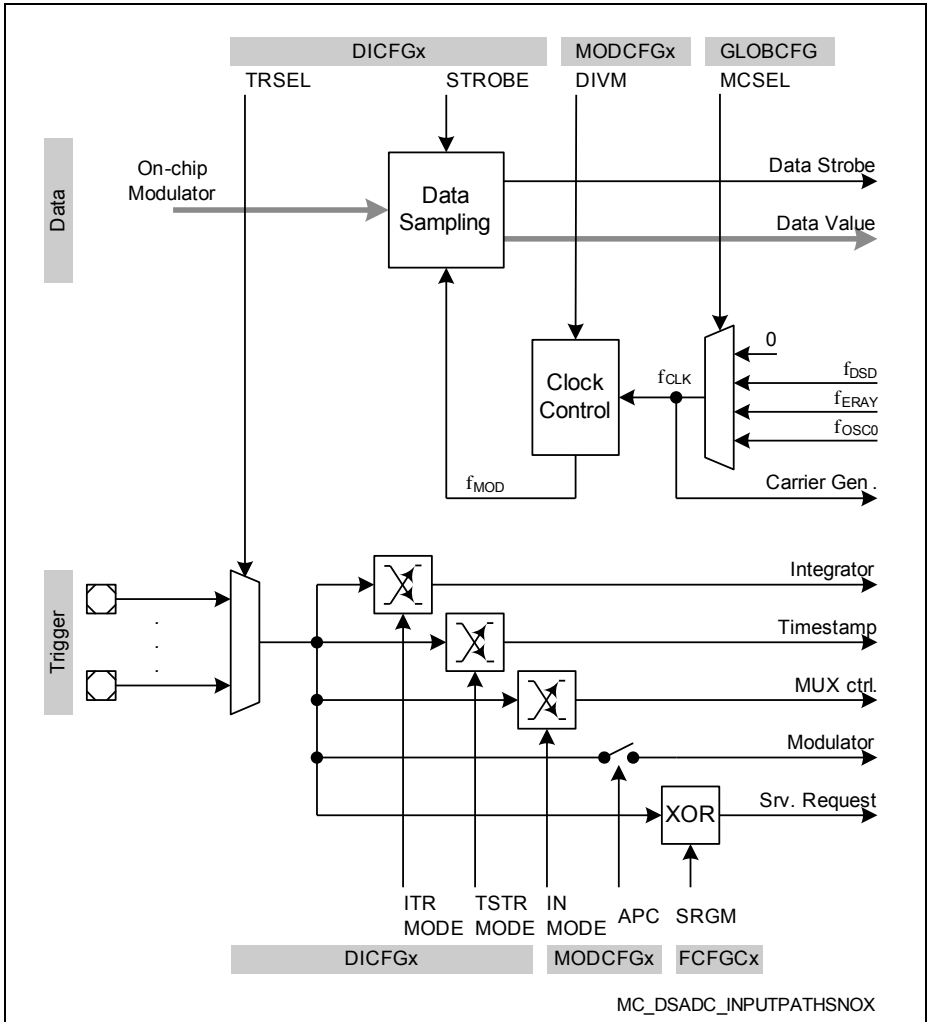 DICFGx MODCFGx GLOBCFG
TRSEL STROBE DIVM MCSEL
Data
On-chip
Modulator
Data
Sampling
Data Strobe
Data Value
0
fDSD
fERAY
fOSC0
Clock
Control
fCLK
fMOD
Carrier Gen .
Trigger
.
.
.
Integrator
Timestamp
MUX ctrl.
Modulator
Srv. Request
XOR
ITR
MODE
TSTR
MODE
IN
MODE
APC
SRGM
DICFGx MODCFGx FCFGCx
MC_DSADC_INPUTPATHSNOX